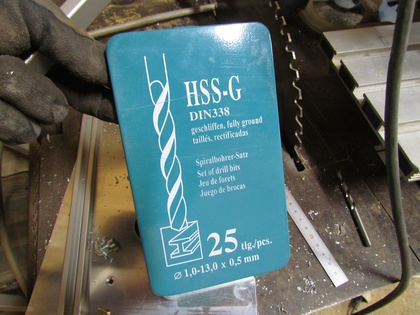 HSS-G
DIN338
geschliffen, fully ground
taillés, rectificadas
Spiralbohrer-Satz
Set of drill bits
Jeu de forets
Juego de brocas
25 tlg./pcs.
⌀ 1,0-13,0 x 0,5 mm